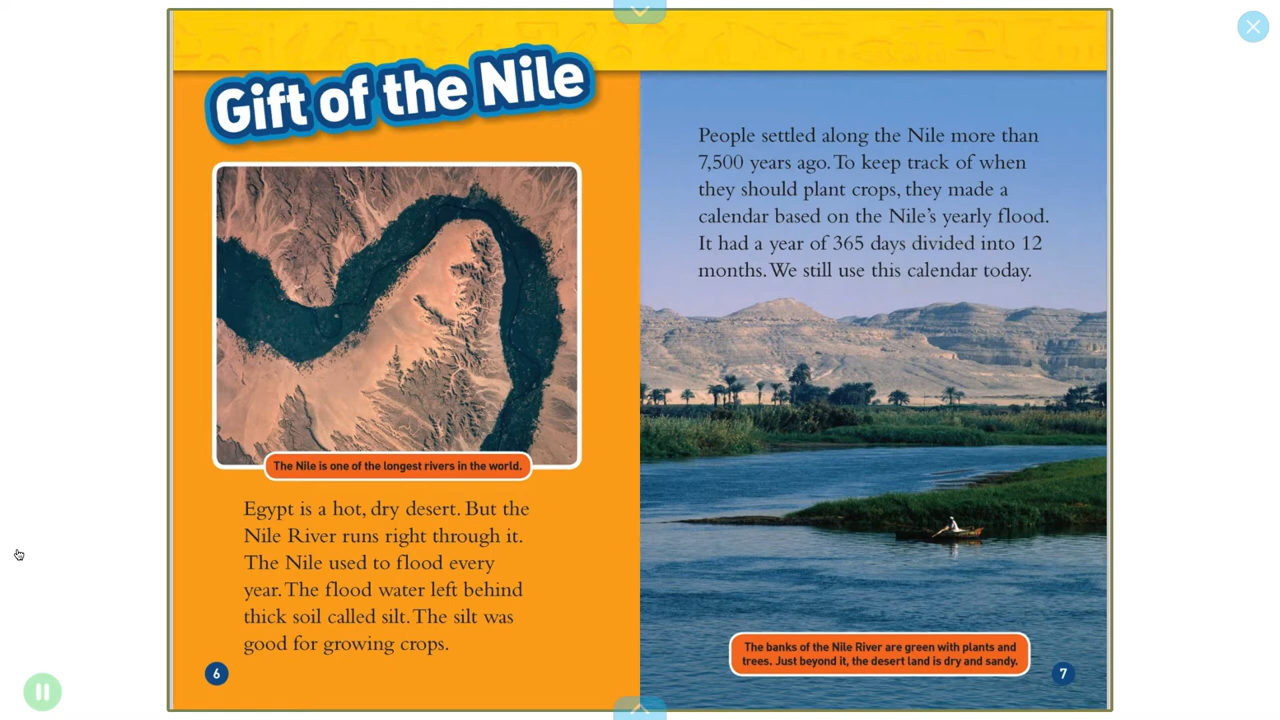 Gift of the Nile
The Nile is one of the longest rivers in the world.
Egypt is a hot, dry desert. But the
Nile River runs right through it.
The Nile used to flood every
year. The flood water left behind
thick soil called silt. The silt was
good for growing crops.
6
People settled along the Nile more than
7,500 years ago. To keep track of when
they should plant crops, they made a
calendar based on the Nile's yearly flood.
It had a year of 365 days divided into 12
months. We still use this calendar today.
The banks of the Nile River are green with plants and
trees. Just beyond it, the desert land is dry and sandy.
7